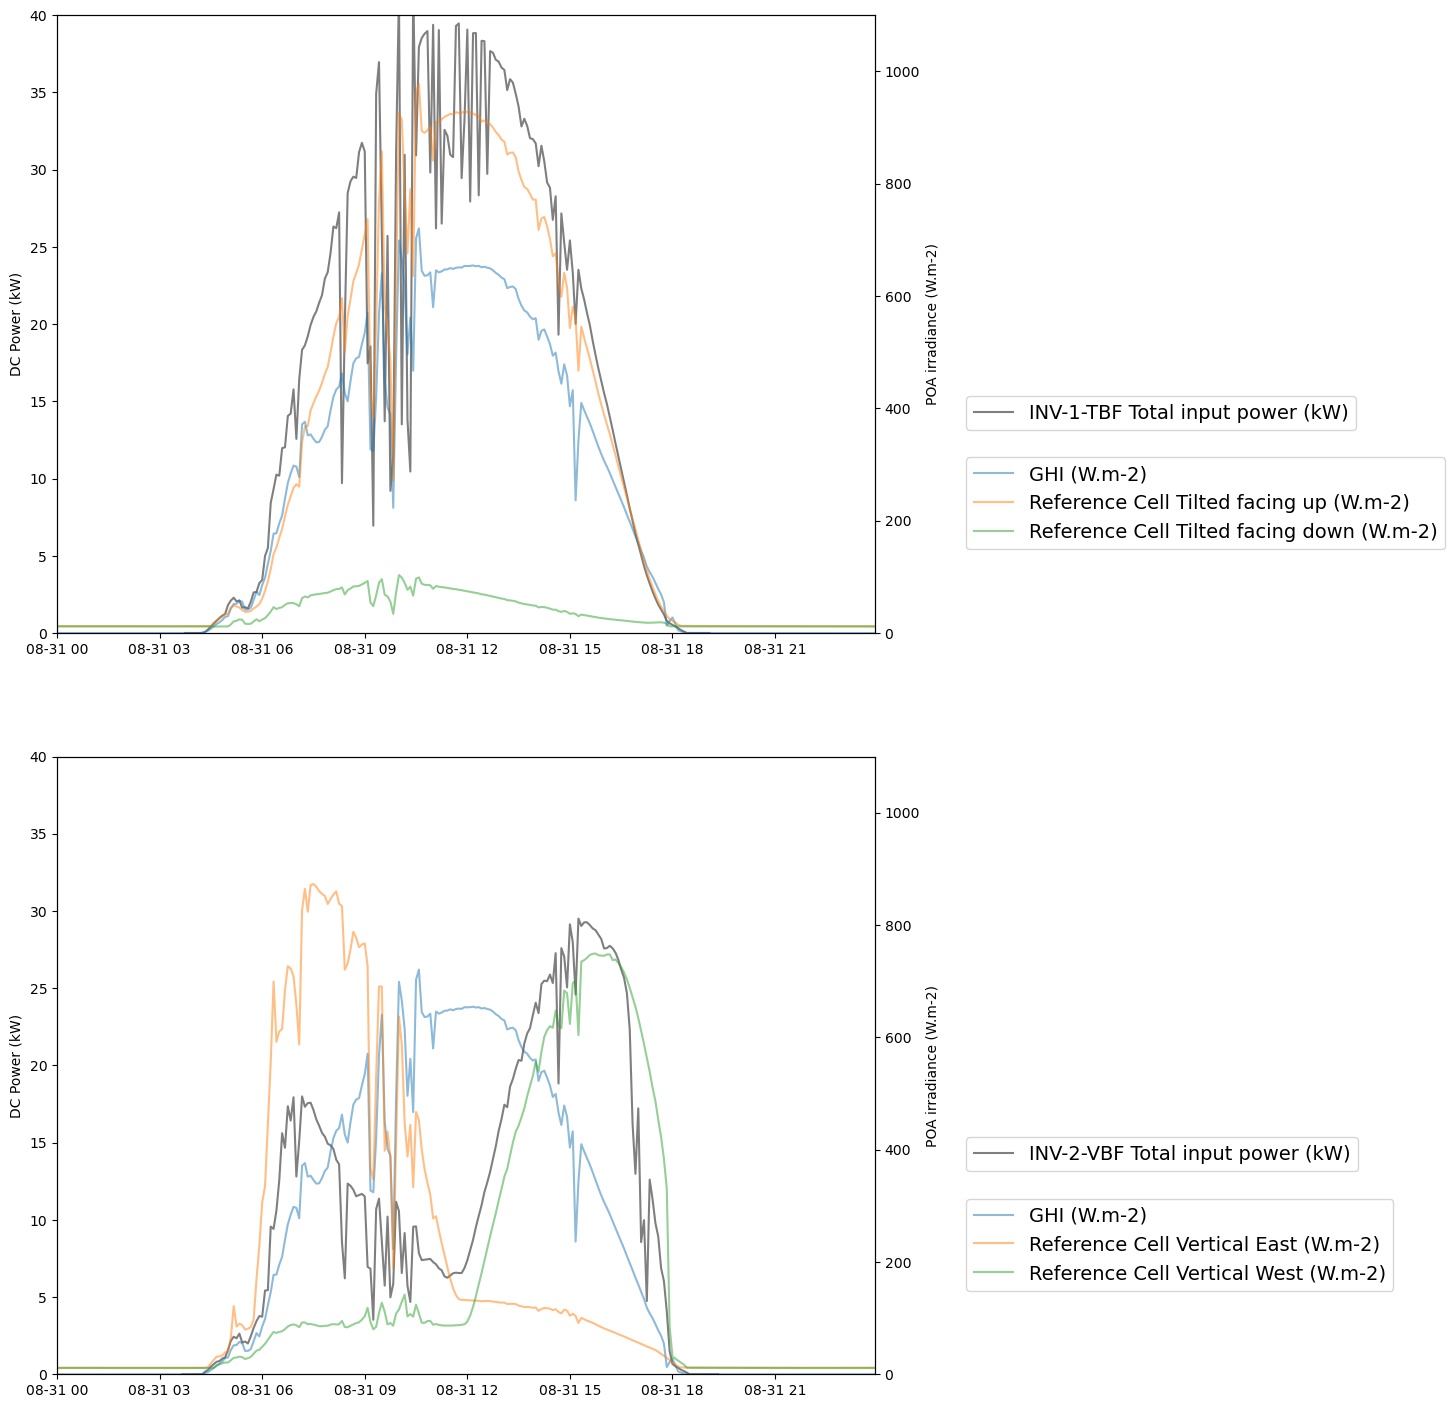 40
35
30
25
20
15
10
5
0
DC Power (kW)
1000
800
600
400
200
0
POA irradiance (W.m-2)
08-31 00 08-31 03 08-31 06 08-31 09 08-31 12 08-31 15 08-31 18 08-31 21
INV-1-TBF Total input power (kW)
GHI (W.m-2)
Reference Cell Tilted facing up (W.m-2)
Reference Cell Tilted facing down (W.m-2)
40
35
30
25
20
15
10
5
0
DC Power (kW)
1000
800
600
400
200
0
POA irradiance (W.m-2)
08-31 00 08-31 03 08-31 06 08-31 09 08-31 12 08-31 15 08-31 18 08-31 21
INV-2-VBF Total input power (kW)
GHI (W.m-2)
Reference Cell Vertical East (W.m-2)
Reference Cell Vertical West (W.m-2)